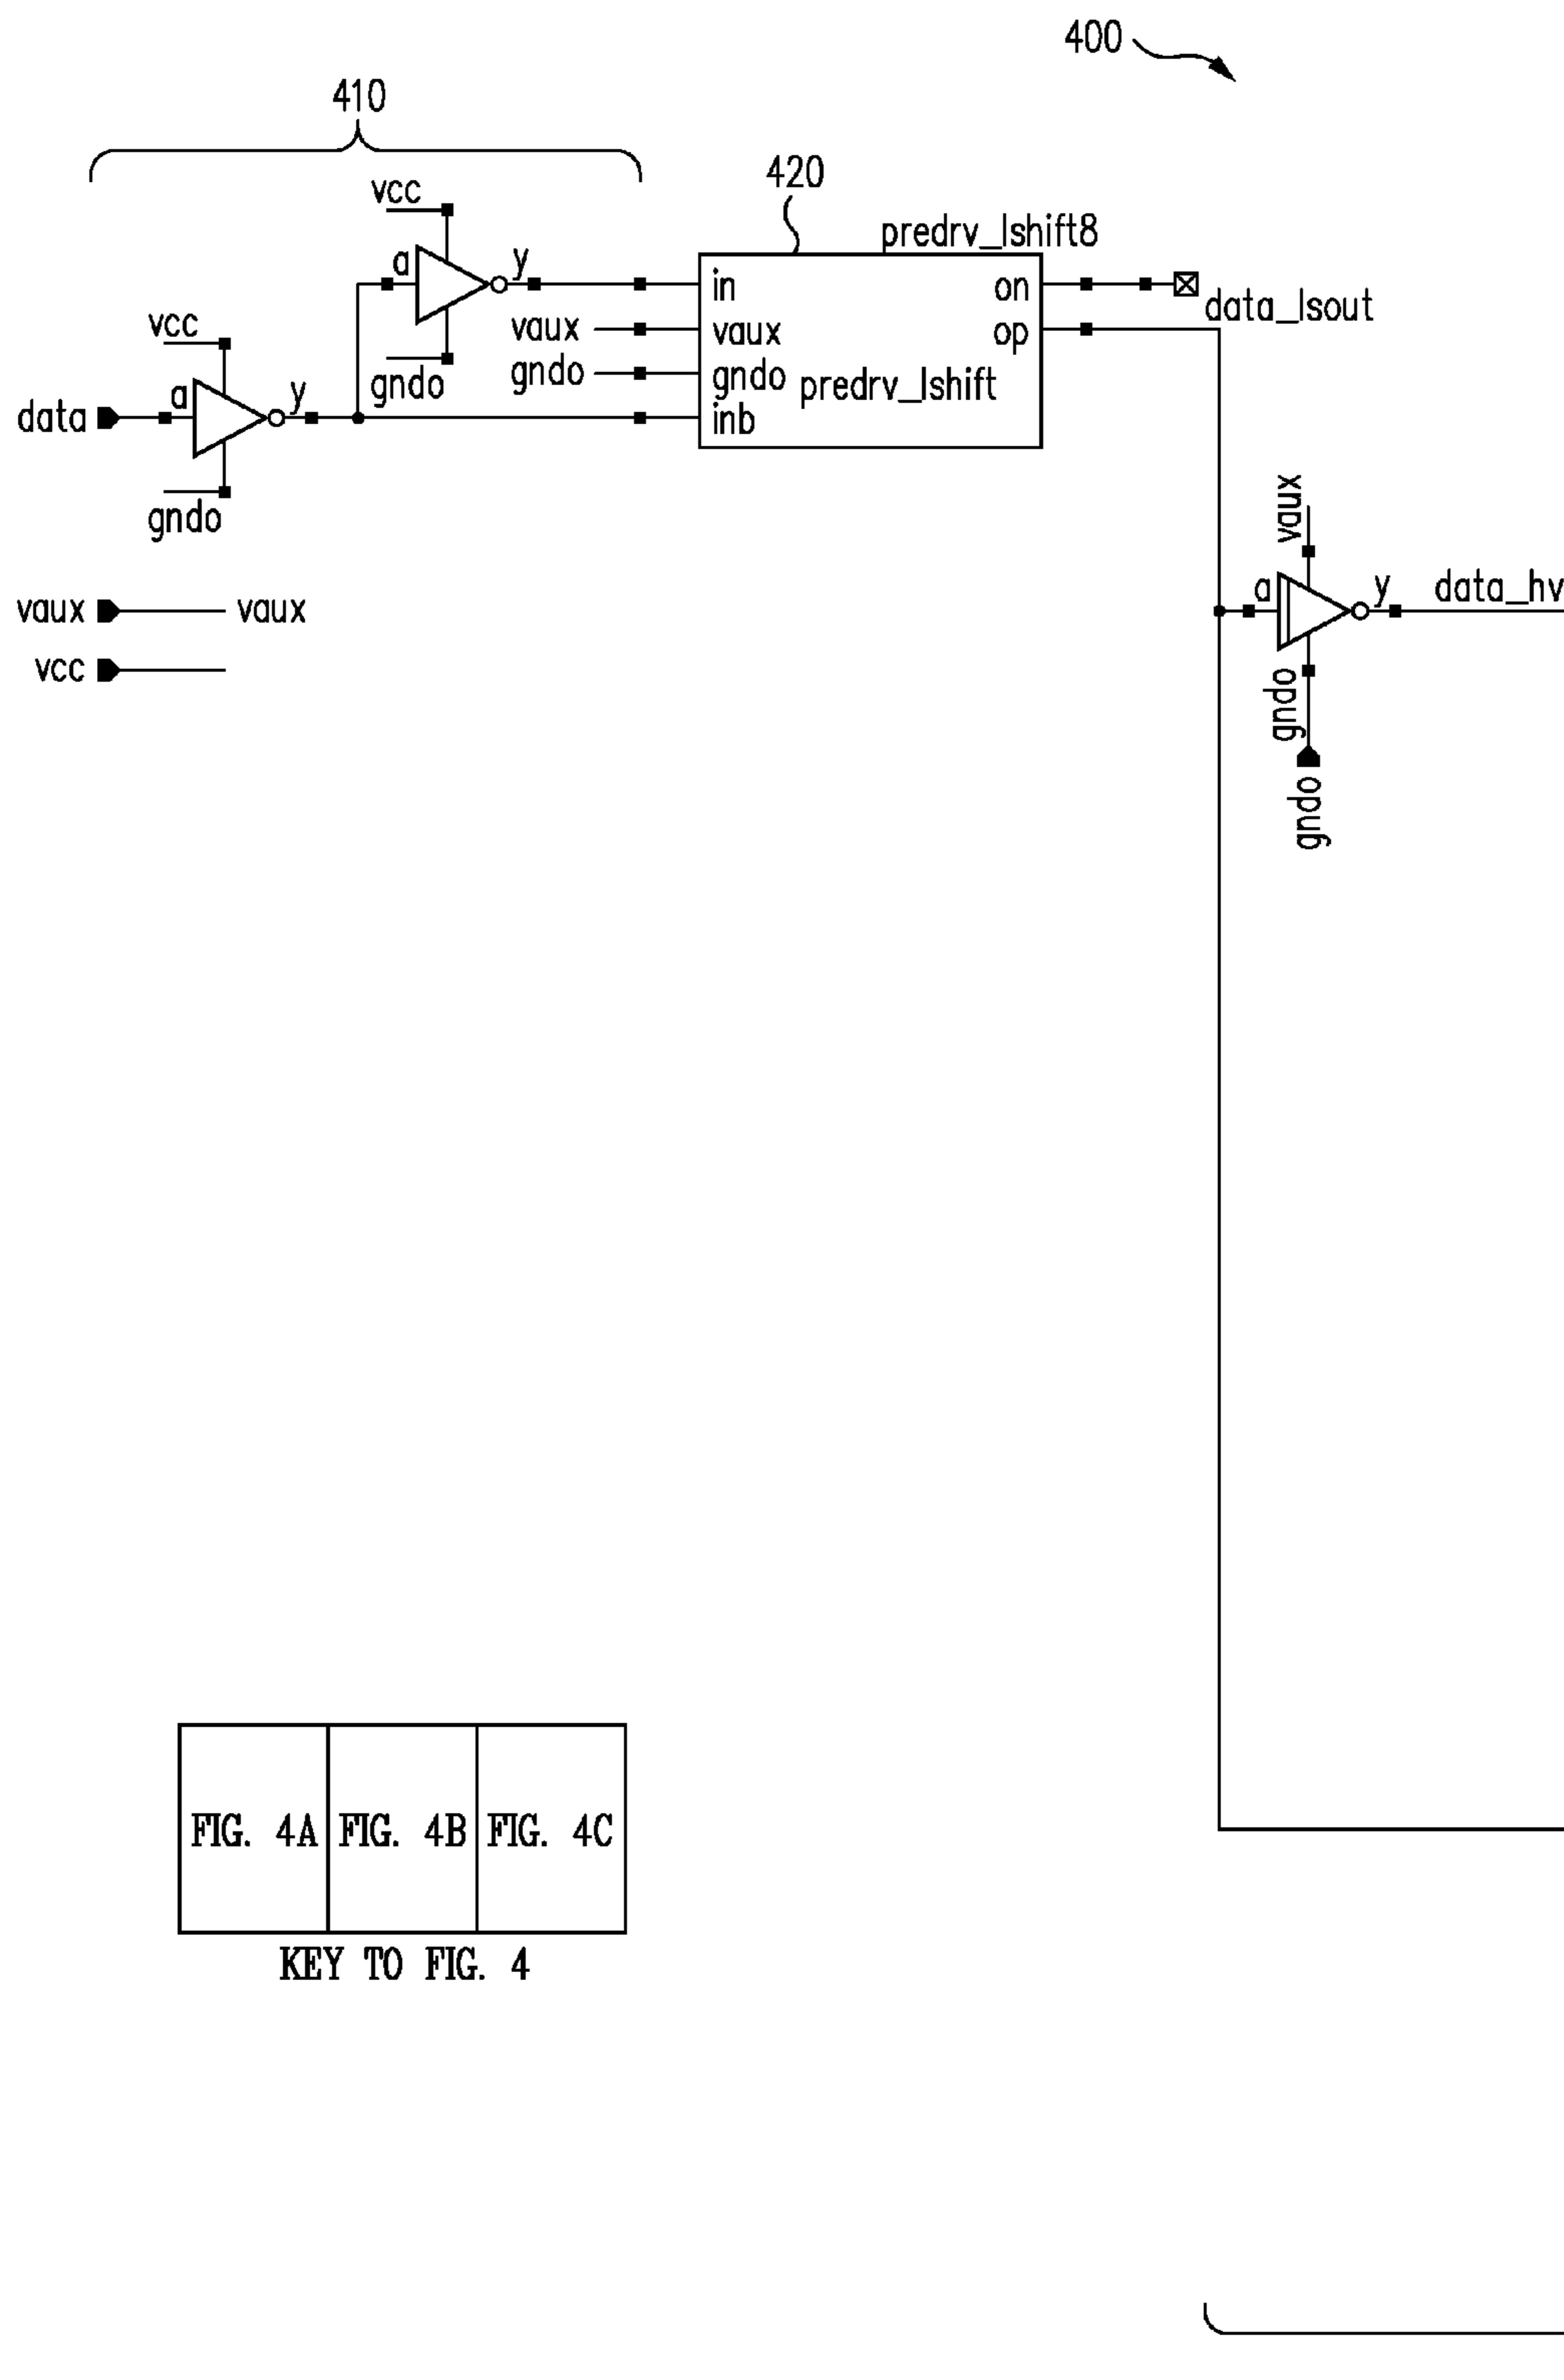 400
410
420
vcc
predrv_lshift8
a
y
in
on
data_lsout
vcc
vaux
vaux
op
gndo
gndo
gndo
predrv_lshift
data
a
y
inb
gndo
vaux
vaux
vaux
a
y
data_hv
vcc
gndo
gndo
FIG. 4A
FIG. 4B
FIG. 4C
KEY TO FIG. 4